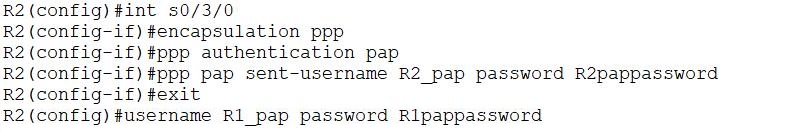 R2(config)#int s0/3/0
R2(config-if)#encapsulation ppp
R2(config-if)#ppp authentication pap
R2(config-if)#ppp pap sent-username R2_pap password R2pappassword
R2(config-if)#exit
R2(config)#username R1_pap password R1pappassword